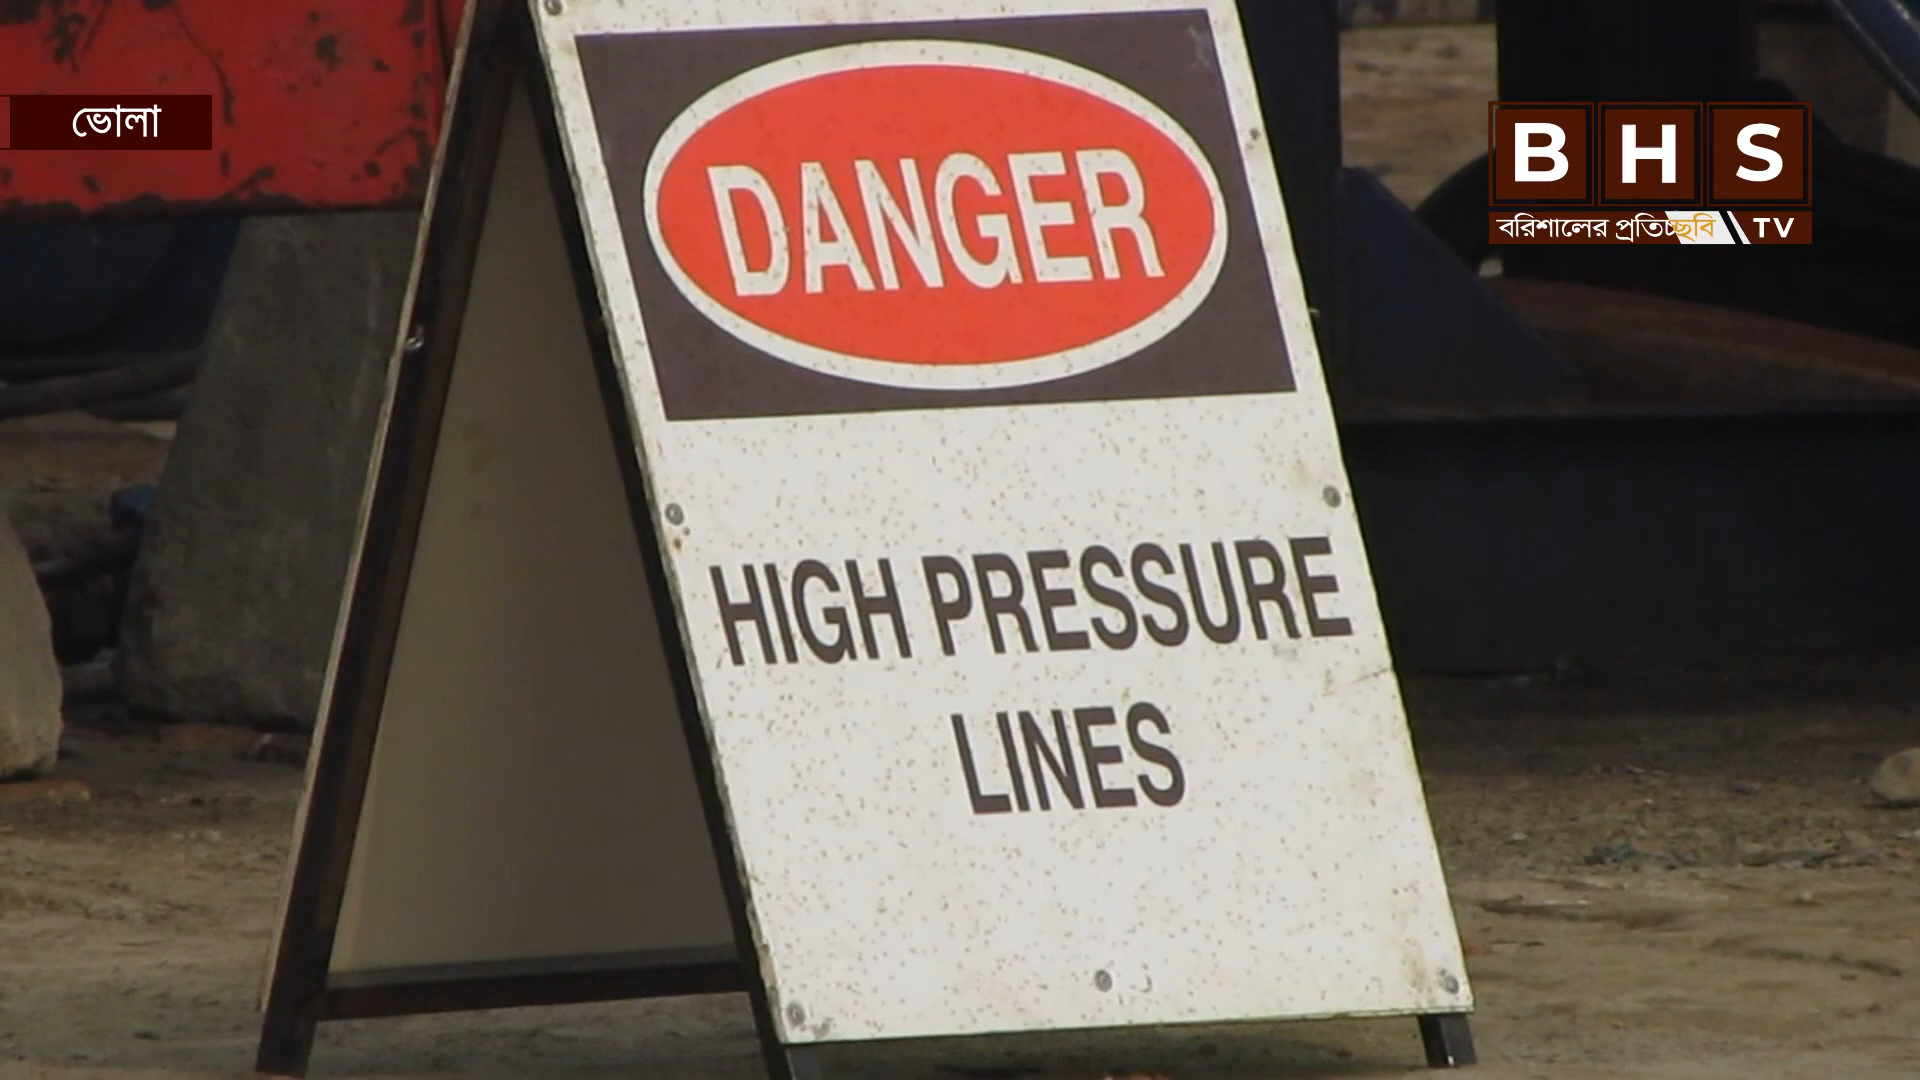 ভোলা
BHS
বরিশালের প্রতিচ্ছবি TV
DANGER
HIGH PRESSURE
LINES